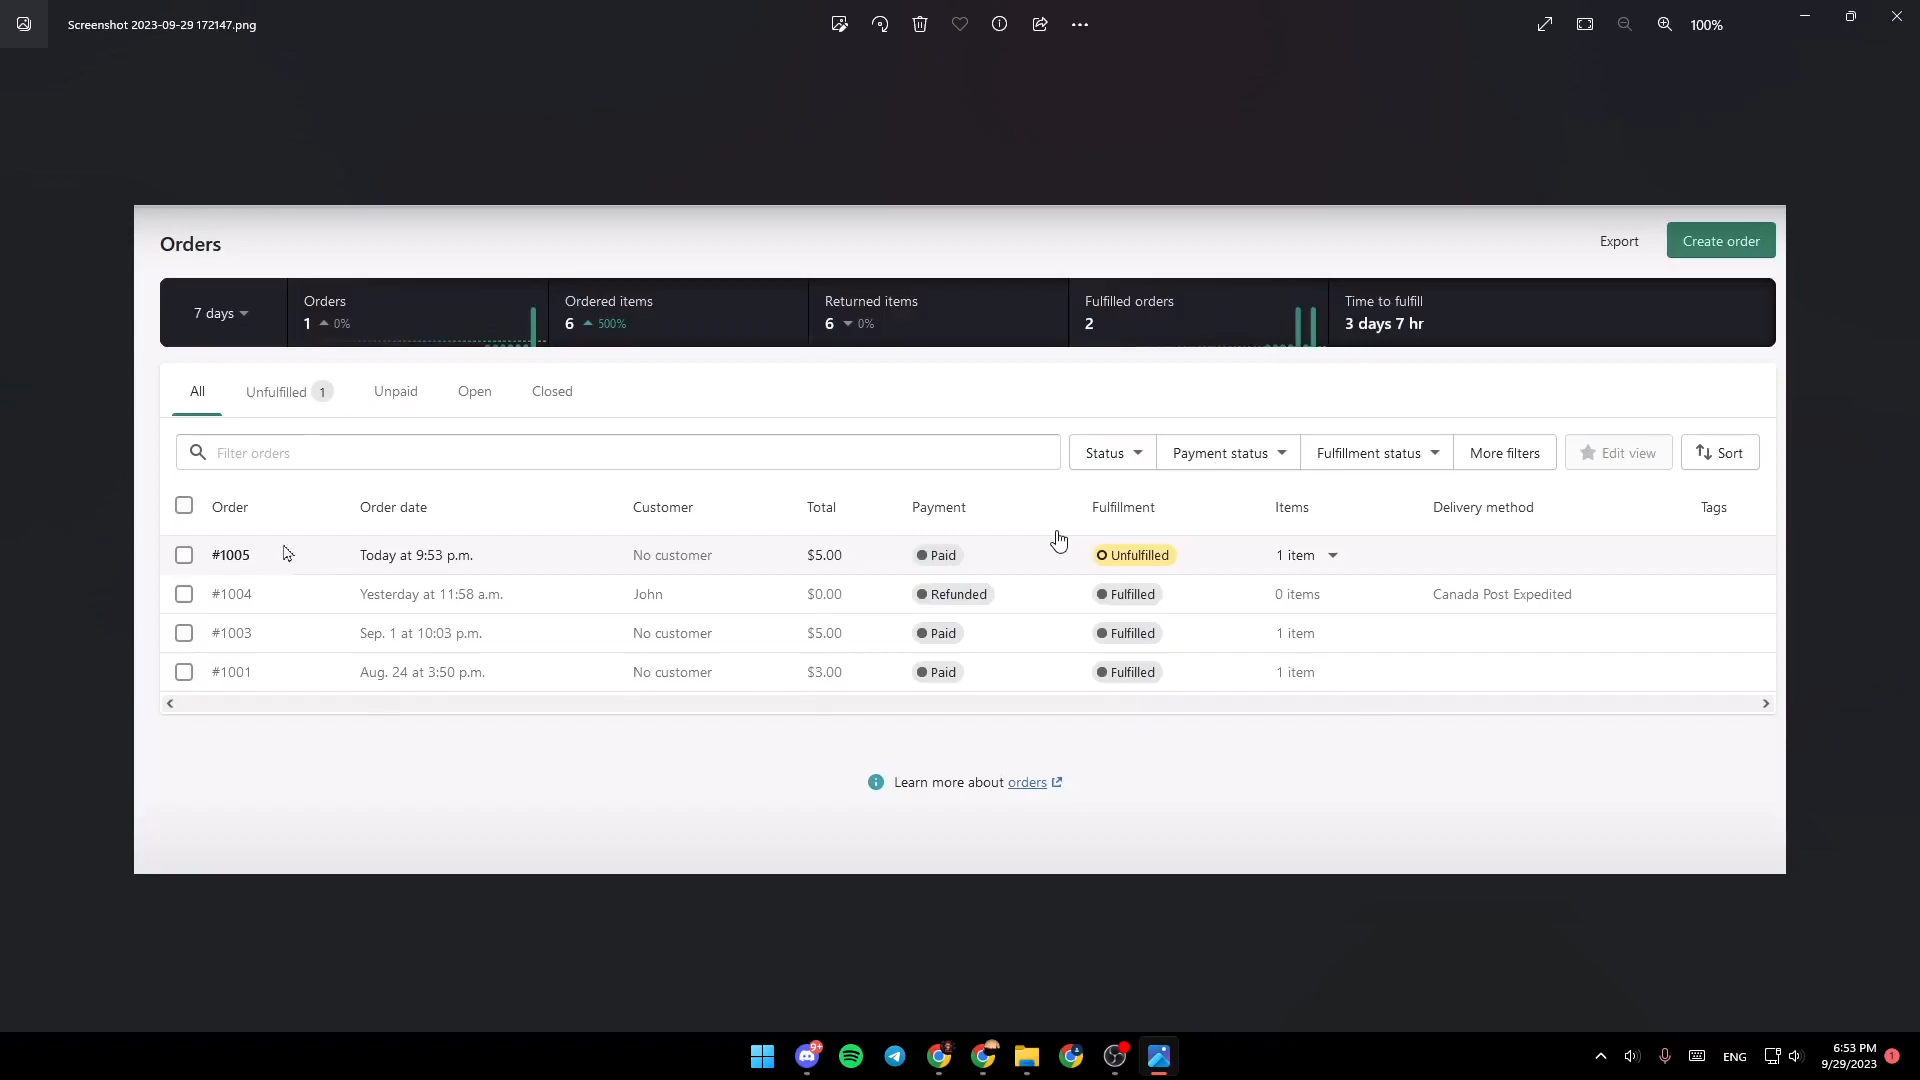 Screenshot 2023-09-29 172147.png
100%
Orders
Export
Create order
7 days
Orders
1 0%
Ordered items
6 500%
Returned items
6 0%
Fulfilled orders
2
Time to fulfill
3 days 7 hr
All
Unfulfilled 1
Unpaid
Open
Closed
Filter orders
Status
Payment status
Fulfillment status
More filters
Edit view
Sort
Order Order date Customer Total Payment Fulfillment Items Delivery method Tags
#1005 Today at 9:53 p.m. No customer $5.00 Paid Unfulfilled 1 item
#1004 Yesterday at 11:58 a.m. John $0.00 Refunded Fulfilled 0 items Canada Post Expedited
#1003 Sep. 1 at 10:03 p.m. No customer $5.00 Paid Fulfilled 1 item
#1001 Aug. 24 at 3:50 p.m. No customer $3.00 Paid Fulfilled 1 item
Learn more about orders
9+
ENG
6:53 PM
9/29/2023
1